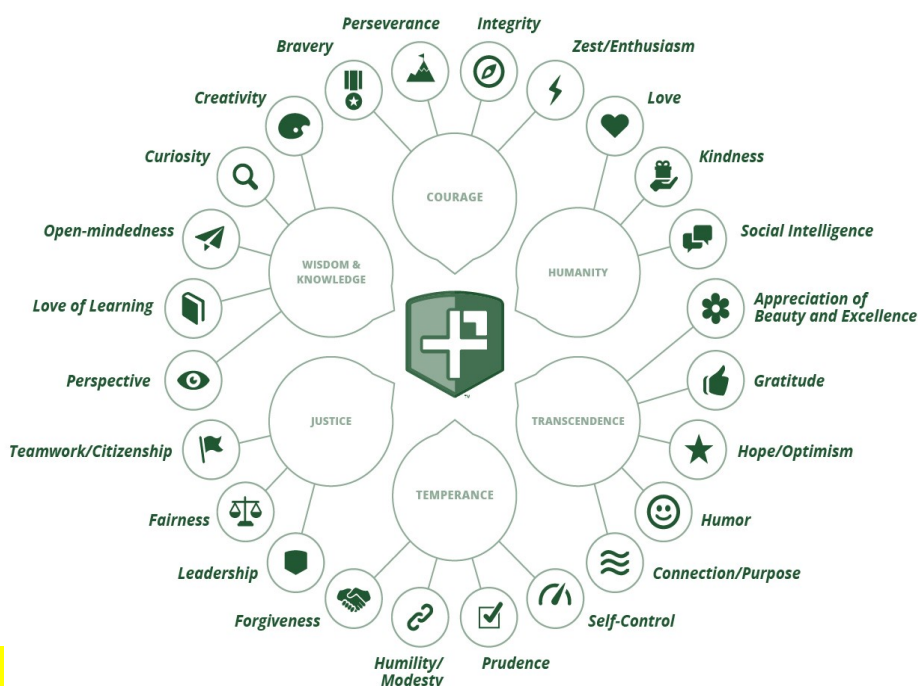 Perseverance
Integrity
Bravery
Zest/Enthusiasm
Creativity
Love
Curiosity
Kindness
COURAGE
Open-mindedness
Social Intelligence
WISDOM &
KNOWLEDGE
HUMANITY
Love of Learning
Appreciation of
Beauty and Excellence
Perspective
Gratitude
JUSTICE
TRANSCENDENCE
Teamwork/Citizenship
Hope/Optimism
TEMPERANCE
Fairness
Humor
Leadership
Connection/Purpose
Forgiveness
Self-Control
Humility/
Modesty
Prudence